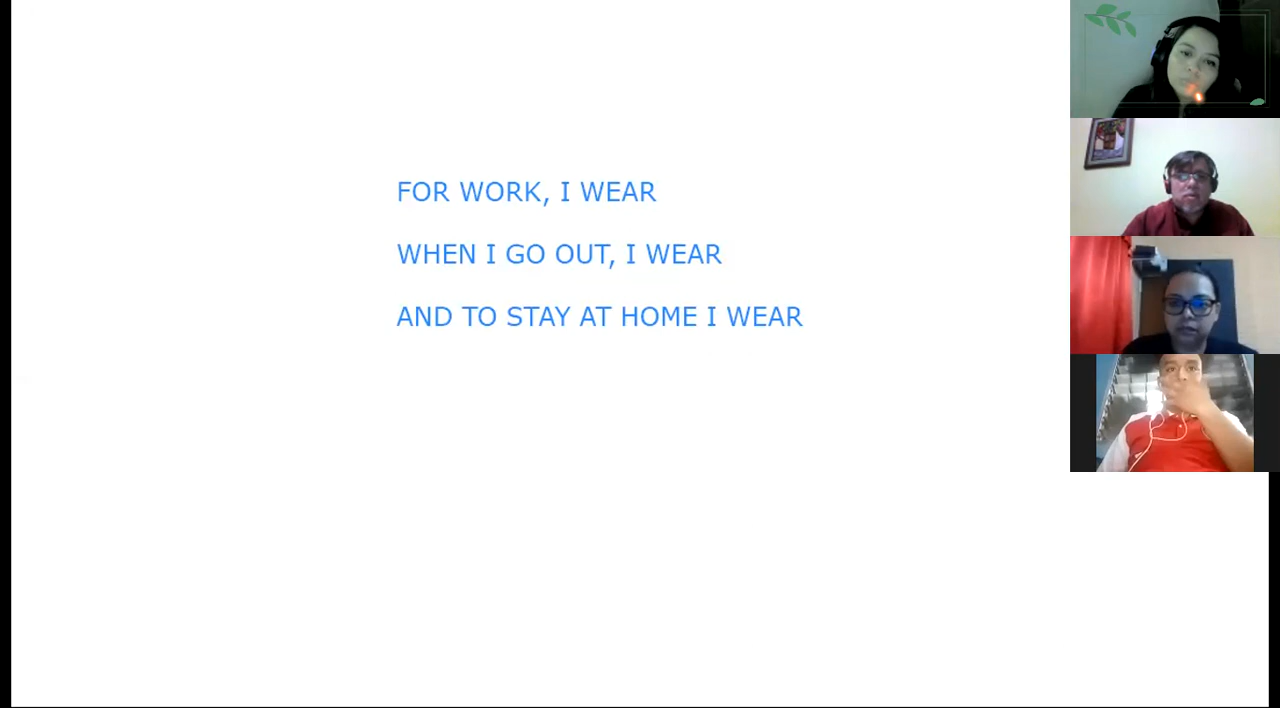 FOR WORK, I WEAR
WHEN I GO OUT, I WEAR
AND TO STAY AT HOME I WEAR